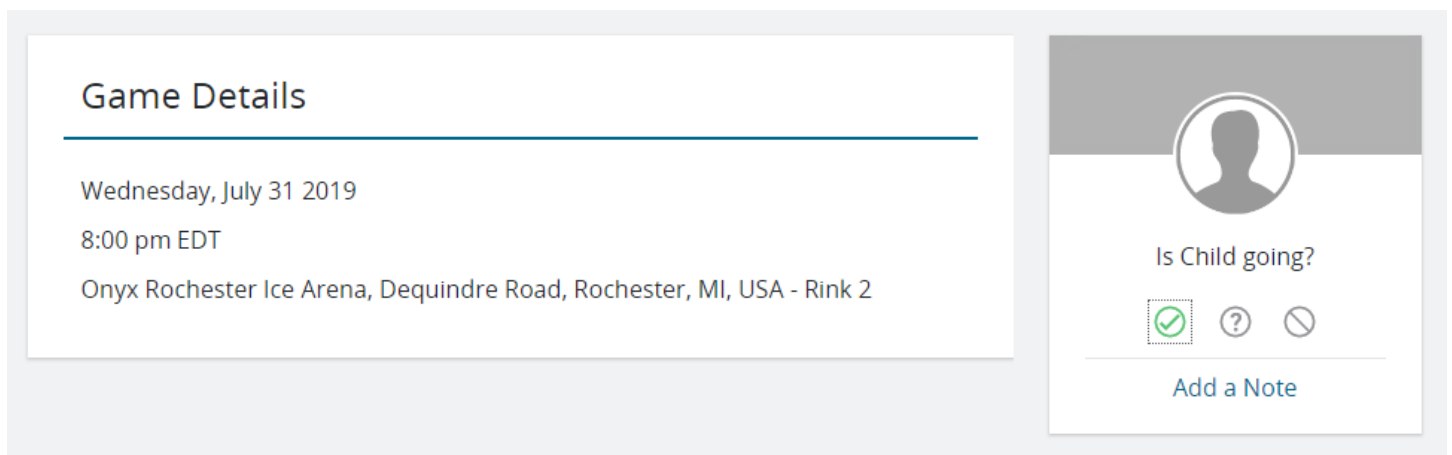 Game Details
Wednesday, July 31 2019
8:00 pm EDT
Onyx Rochester Ice Arena, Dequindre Road, Rochester, MI, USA - Rink 2
Is Child going?
Add a Note